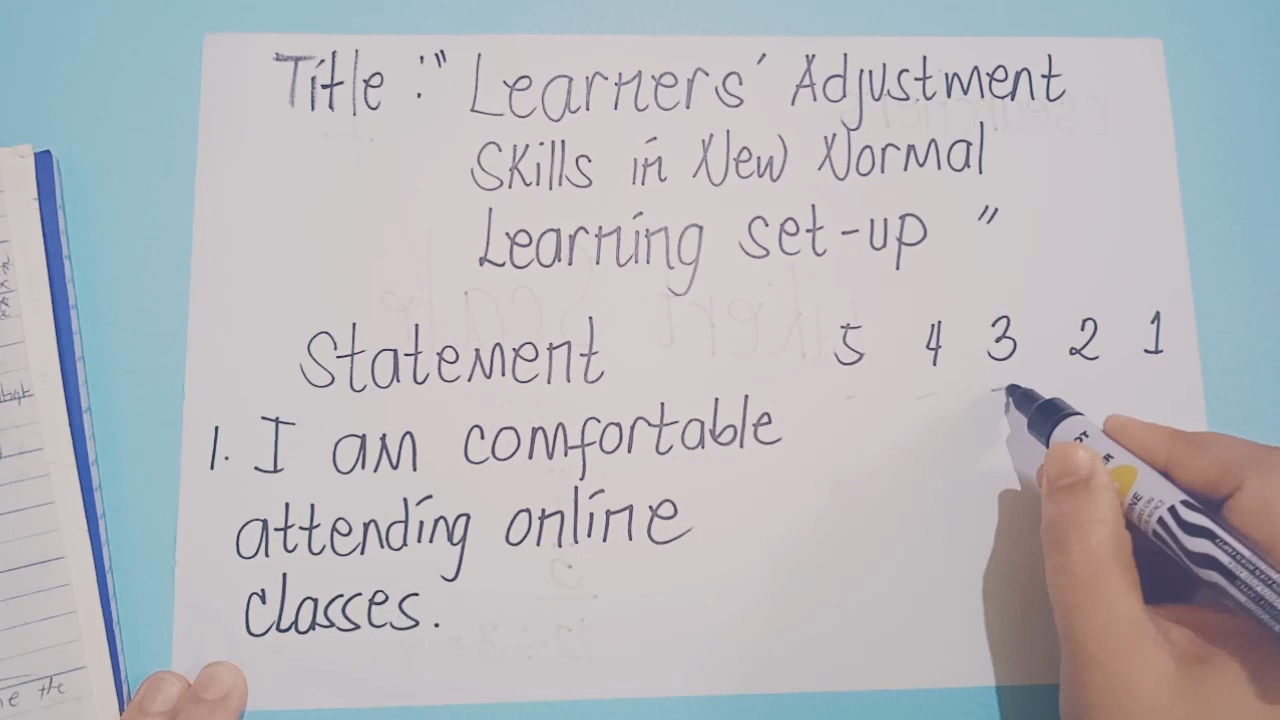 Title : " Learners' Adjustment
Skills in New Normal
Learning set-up "
Statement 5 4 3 2 1
1. I am comfortable
attending online
classes.
the